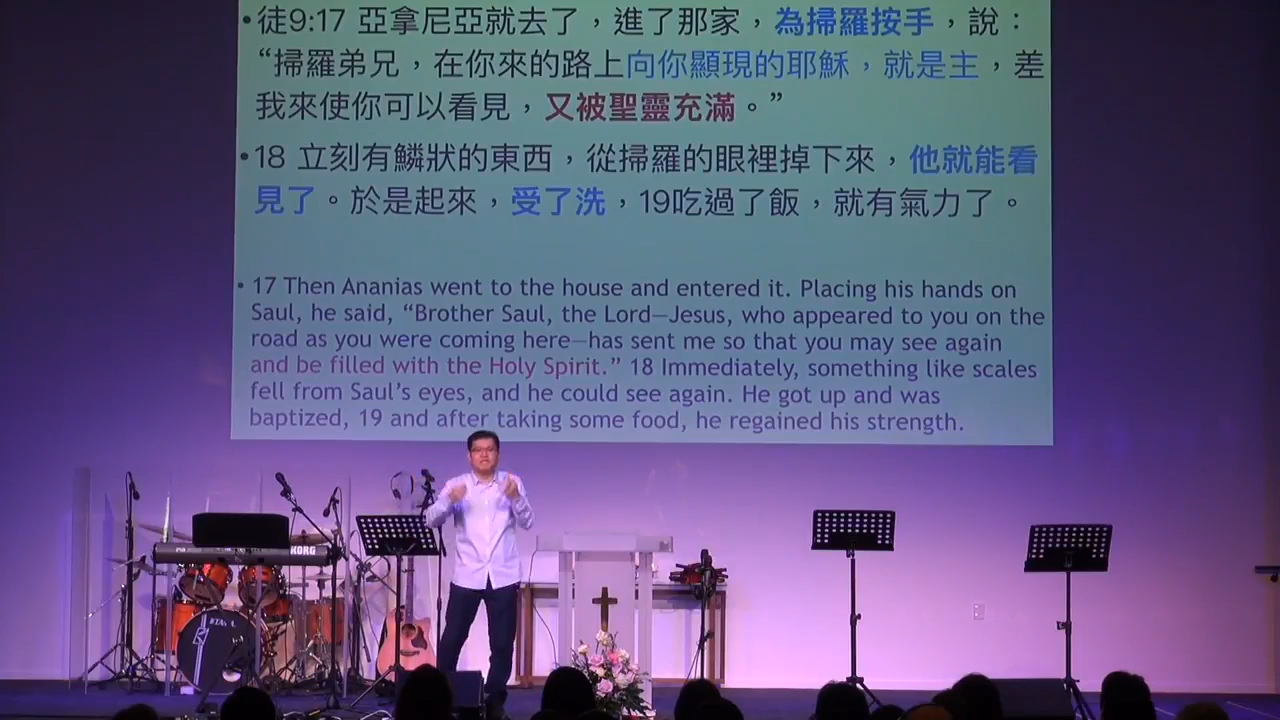 •徒9:17 亞拿尼亞就去了，進了那家，為掃羅按手，說：
“掃羅弟兄，在你來的路上向你顯現的耶穌，就是主，差
我來使你可以看見，又被聖靈充滿。”
•18 立刻有鱗狀的東西，從掃羅的眼裡掉下來，他就能看
見了。於是起來，受了洗，19吃過了飯，就有氣力了。
• 17 Then Ananias went to the house and entered it. Placing his hands on
Saul, he said, “Brother Saul, the Lord—Jesus, who appeared to you on the
road as you were coming here—has sent me so that you may see again
and be filled with the Holy Spirit.” 18 Immediately, something like scales
fell from Saul’s eyes, and he could see again. He got up and was
baptized, 19 and after taking some food, he regained his strength.
KORG
TAMA